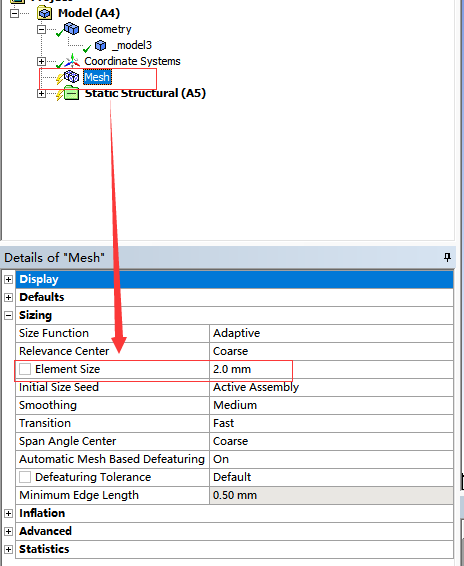 Model (A4)
Geometry
_model3
Coordinate Systems
Mesh
Static Structural (A5)
Details of "Mesh"
Display
Defaults
Sizing
Size Function Adaptive
Relevance Center Coarse
Element Size 2.0 mm
Initial Size Seed Active Assembly
Smoothing Medium
Transition Fast
Span Angle Center Coarse
Automatic Mesh Based Defeaturing On
Defeaturing Tolerance Default
Minimum Edge Length 0.50 mm
Inflation
Advanced
Statistics